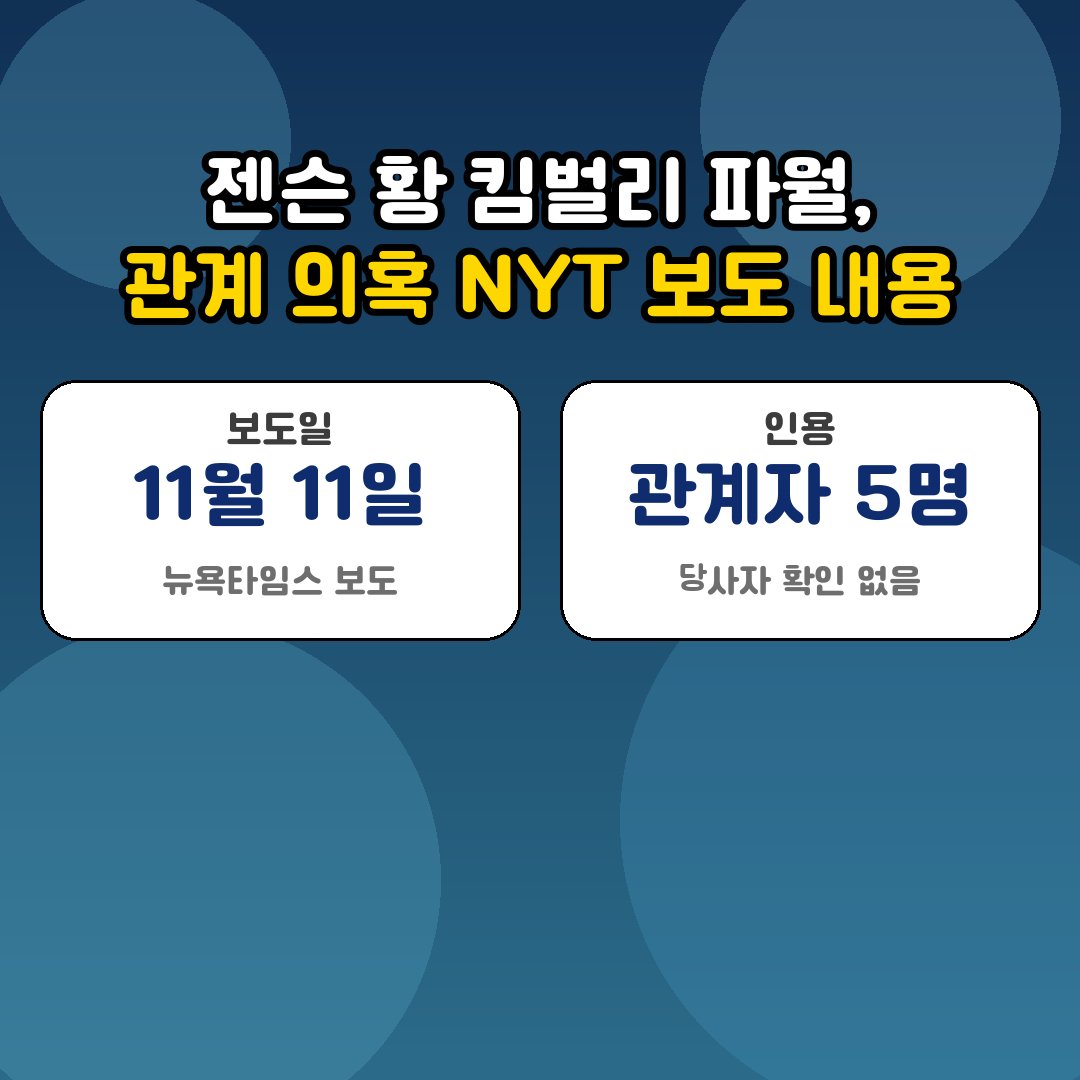 젠슨 황 킴벌리 파월,
관계 의혹 NYT 보도 내용
보도일
11월 11일
뉴욕타임스 보도
인용
관계자 5명
당사자 확인 없음